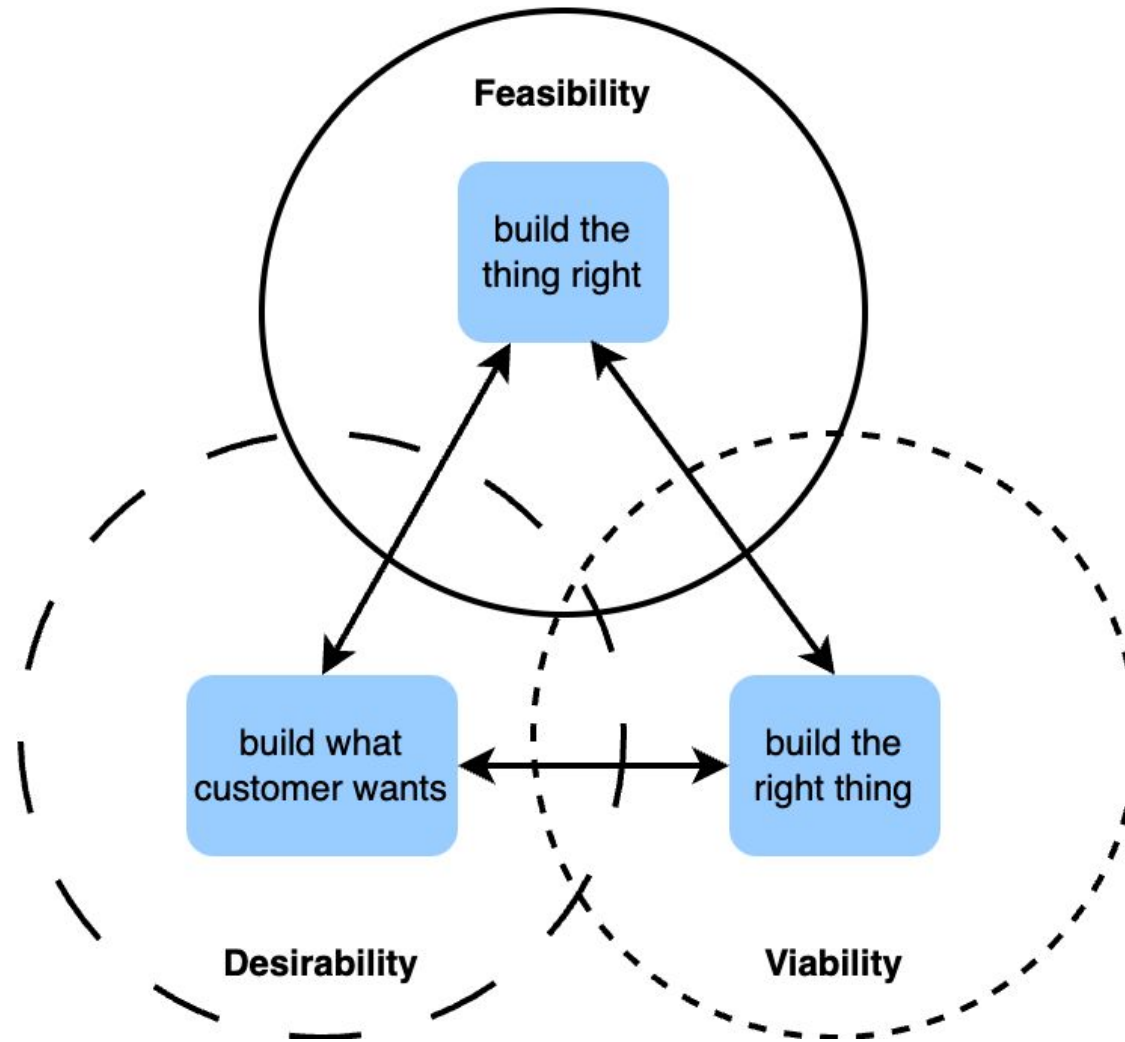 Feasibility
build the
thing right
build what
customer wants
build the
right thing
Desirability
Viability